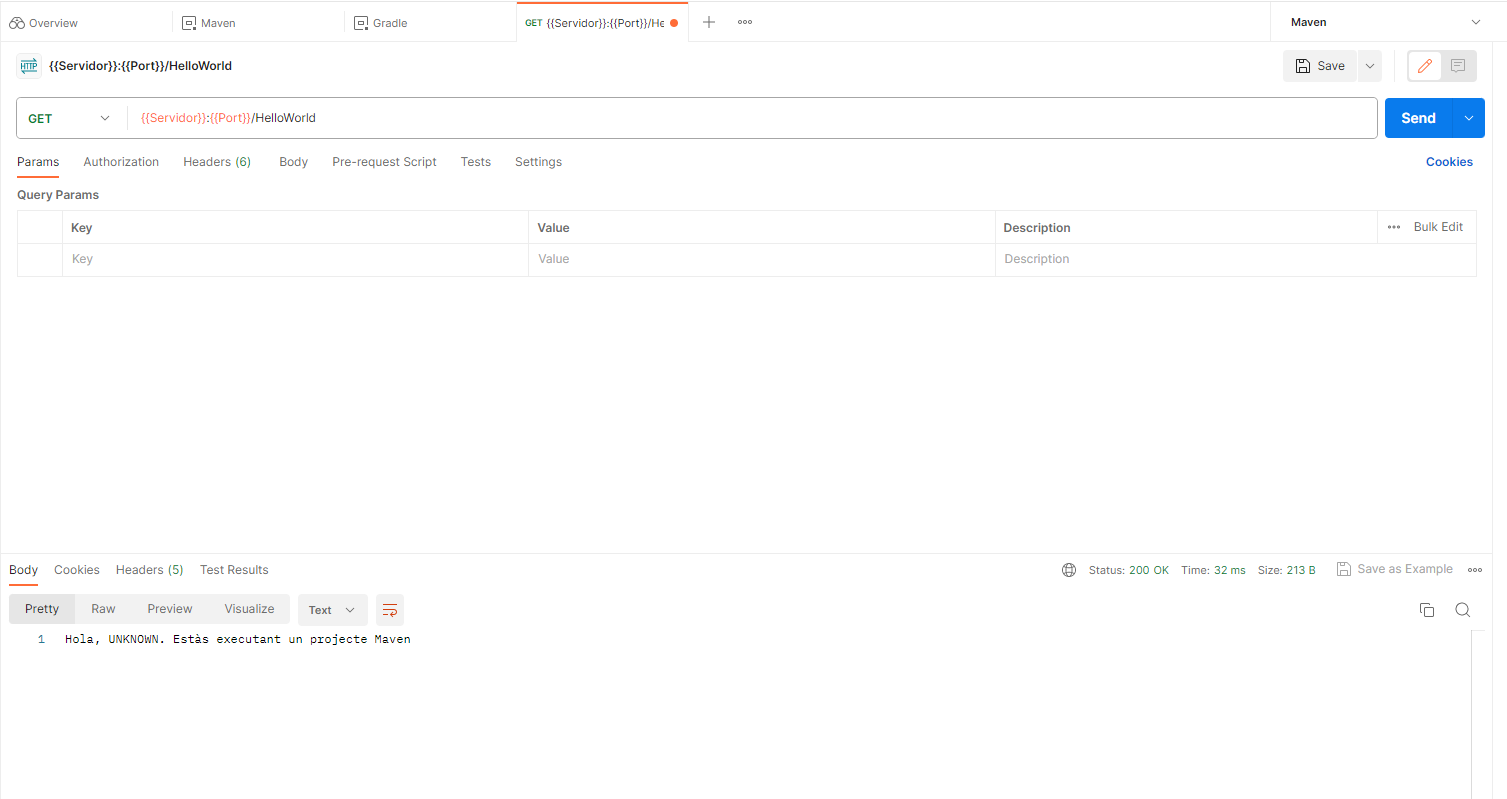 Overview Maven Gradle GET {{Servidor}}:{{Port}}/He Maven
HTTP {{Servidor}}:{{Port}}/HelloWorld Save
GET {{Servidor}}:{{Port}}/HelloWorld Send
Params Authorization Headers (6) Body Pre-request Script Tests Settings Cookies
Query Params
Key Value Description Bulk Edit
Key Value Description
Body Cookies Headers (5) Test Results Status: 200 OK Time: 32 ms Size: 213 B Save as Example
Pretty Raw Preview Visualize Text
1 Hola, UNKNOWN. Estàs executant un projecte Maven